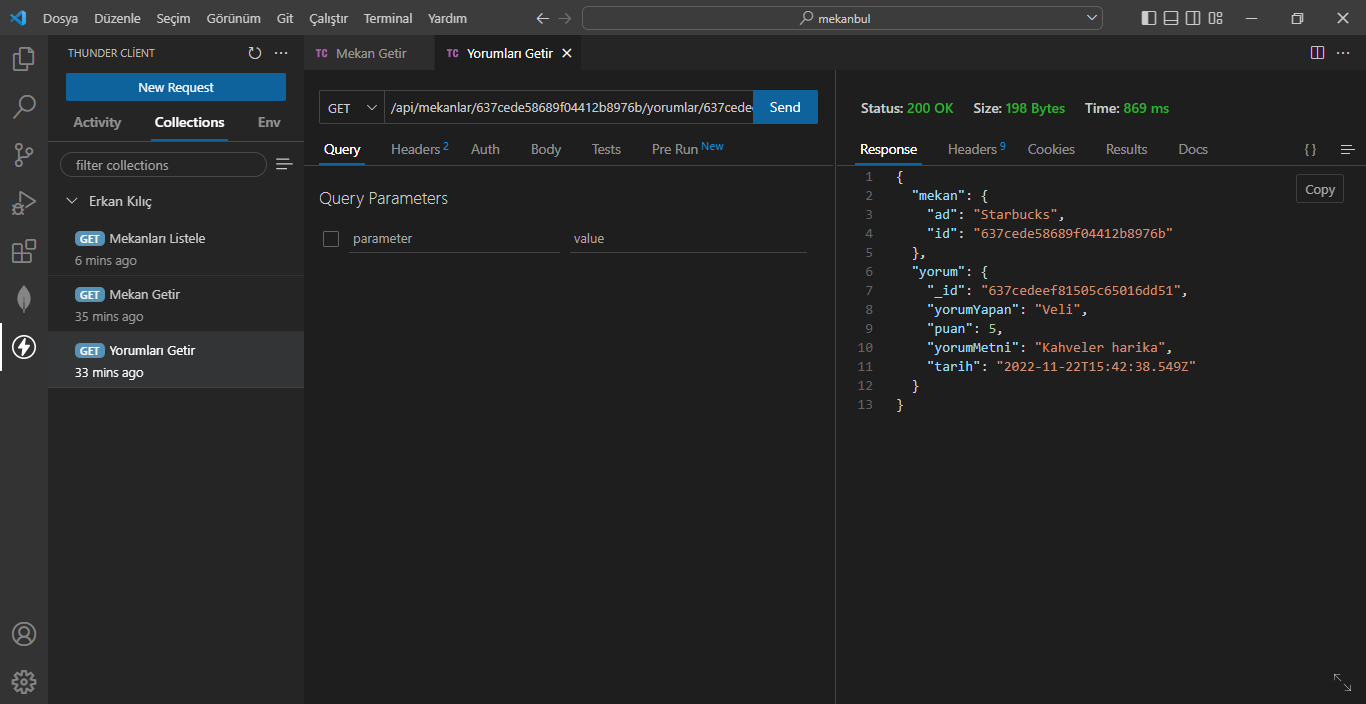 Dosya Düzenle Seçim Görünüm Git Çalıştır Terminal Yardım
mekanbul
THUNDER CLİENT
New Request
Activity Collections Env
filter collections
Erkan Kılıç
GET Mekanları Listele
6 mins ago
GET Mekan Getir
35 mins ago
GET Yorumları Getir
33 mins ago
TC Mekan Getir TC Yorumları Getir
GET /api/mekanlar/637cede58689f04412b8976b/yorumlar/637cede Send
Query Headers 2 Auth Body Tests Pre Run New
Query Parameters
parameter value
Status: 200 OK Size: 198 Bytes Time: 869 ms
Response Headers 9 Cookies Results Docs { }
Copy
1 {
2 "mekan": {
3 "ad": "Starbucks",
4 "id": "637cede58689f04412b8976b"
5 },
6 "yorum": {
7 "_id": "637cedeef81505c65016dd51",
8 "yorumYapan": "Veli",
9 "puan": 5,
10 "yorumMetni": "Kahveler harika",
11 "tarih": "2022-11-22T15:42:38.549Z"
12 }
13 }